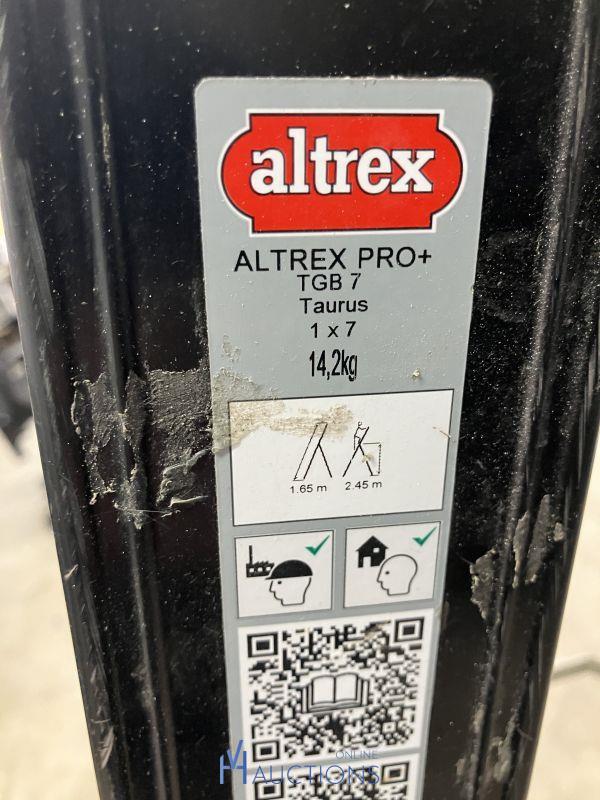 altrex
ALTREX PRO+
TGB 7
Taurus
1 x 7
14,2kg
1.65 m 2.45 m
ONLINE
AUCTIONS